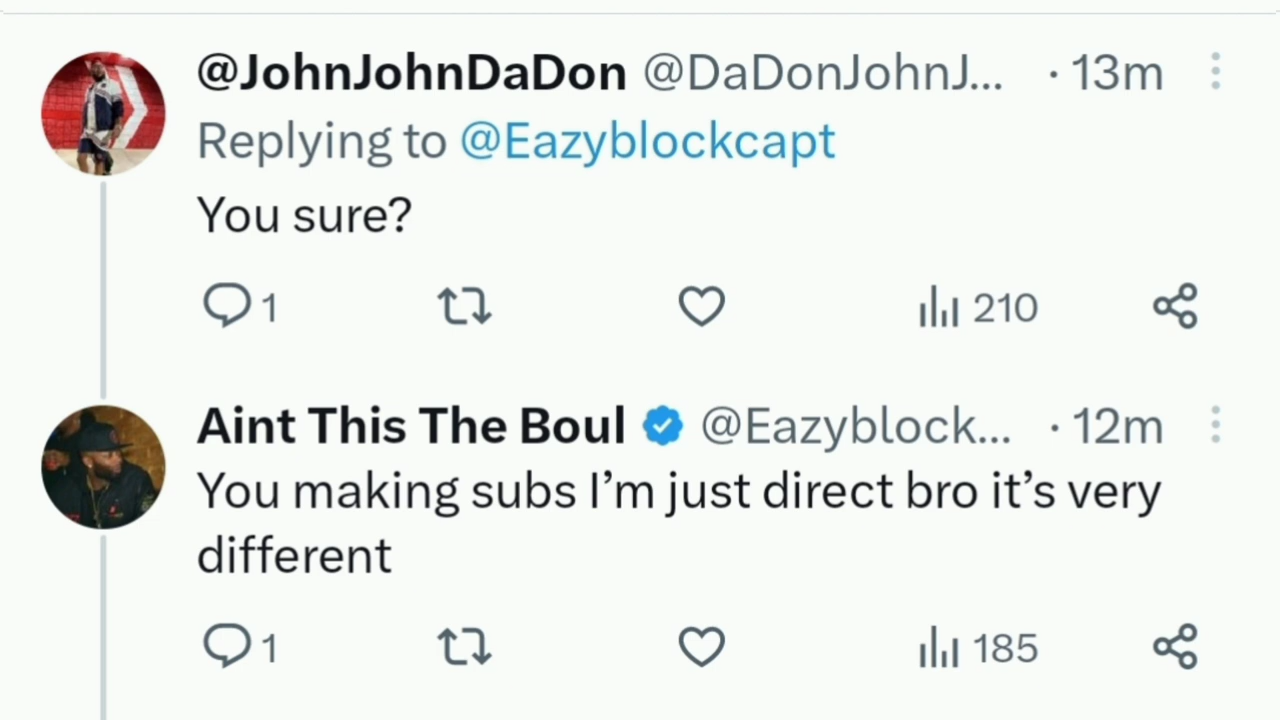 @JohnJohnDaDon @DaDonJohnJ... · 13m
Replying to @Eazyblockcapt
You sure?
1 210
Aint This The Boul @Eazyblock... · 12m
You making subs I’m just direct bro it’s very
different
1 185